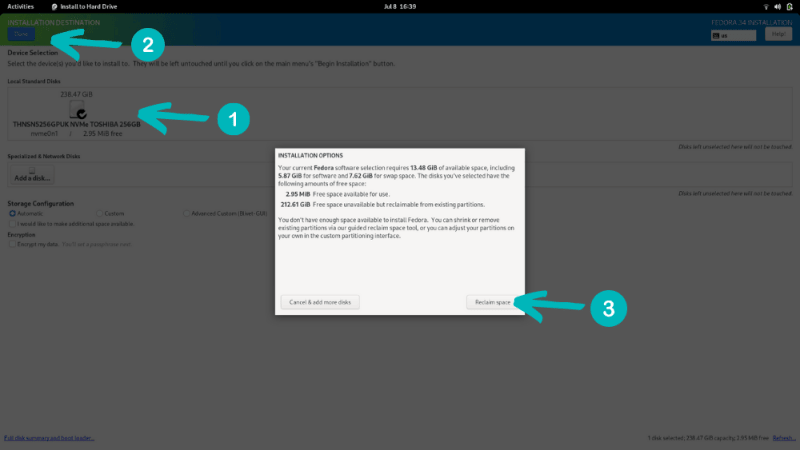 Activities
Install to Hard Drive
Jul 8 16:39
INSTALLATION DESTINATION
FEDORA 34 INSTALLATION
Done
Help!
2
Device Selection
Select the device(s) you'd like to install to. They will be left untouched until you click on the main menu's "Begin Installation" button.
Local Standard Disks
238.47 GiB
1
THNSN5256GPUK NVMe TOSHIBA 256GB
nvme0n1 / 2.95 MiB free
Disks left unselected here will not be touched.
Specialized & Network Disks
Add a disk...
Disks left unselected here will not be touched.
Storage Configuration
Automatic
Custom
Advanced Custom (Blivet-GUI)
I would like to make additional space available.
Encryption
Encrypt my data. You'll set a passphrase next.
INSTALLATION OPTIONS
Your current Fedora software selection requires 13.48 GiB of available space, including
5.87 GiB for software and 7.62 GiB for swap space. The disks you've selected have the
following amounts of free space:
2.95 MiB Free space available for use.
212.61 GiB Free space unavailable but reclaimable from existing partitions.
You don't have enough space available to install Fedora. You can shrink or remove
existing partitions via our guided reclaim space tool, or you can adjust your partitions on
your own in the custom partitioning interface.
Cancel & add more disks
Reclaim space
3
Full disk summary and boot loader...
1 disk selected; 238.47 GiB capacity; 2.95 MiB free
Refresh...